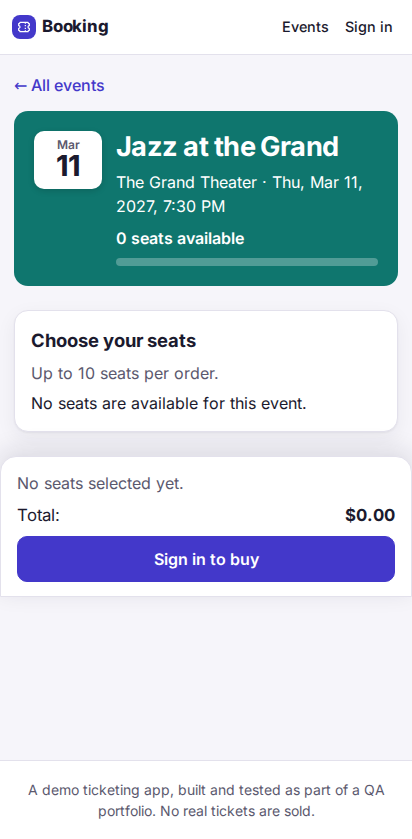 Booking
Events
Sign in
← All events
Mar
11
Jazz at the Grand
The Grand Theater · Thu, Mar 11,
2027, 7:30 PM
0 seats available
Choose your seats
Up to 10 seats per order.
No seats are available for this event.
No seats selected yet.
Total:
$0.00
Sign in to buy
A demo ticketing app, built and tested as part of a QA
portfolio. No real tickets are sold.